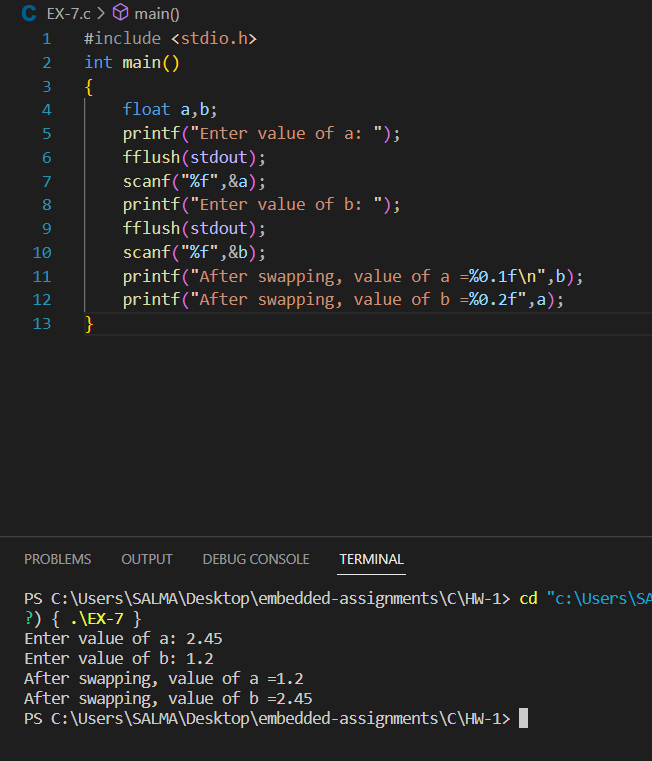 C EX-7.c > main()
1 #include <stdio.h>
2 int main()
3 {
4 float a,b;
5 printf("Enter value of a: ");
6 fflush(stdout);
7 scanf("%f",&a);
8 printf("Enter value of b: ");
9 fflush(stdout);
10 scanf("%f",&b);
11 printf("After swapping, value of a =%0.1f\n",b);
12 printf("After swapping, value of b =%0.2f",a);
13 }
PROBLEMS OUTPUT DEBUG CONSOLE TERMINAL
PS C:\Users\SALMA\Desktop\embedded-assignments\C\HW-1> cd "c:\Users\SA
?) { .\EX-7 }
Enter value of a: 2.45
Enter value of b: 1.2
After swapping, value of a =1.2
After swapping, value of b =2.45
PS C:\Users\SALMA\Desktop\embedded-assignments\C\HW-1>